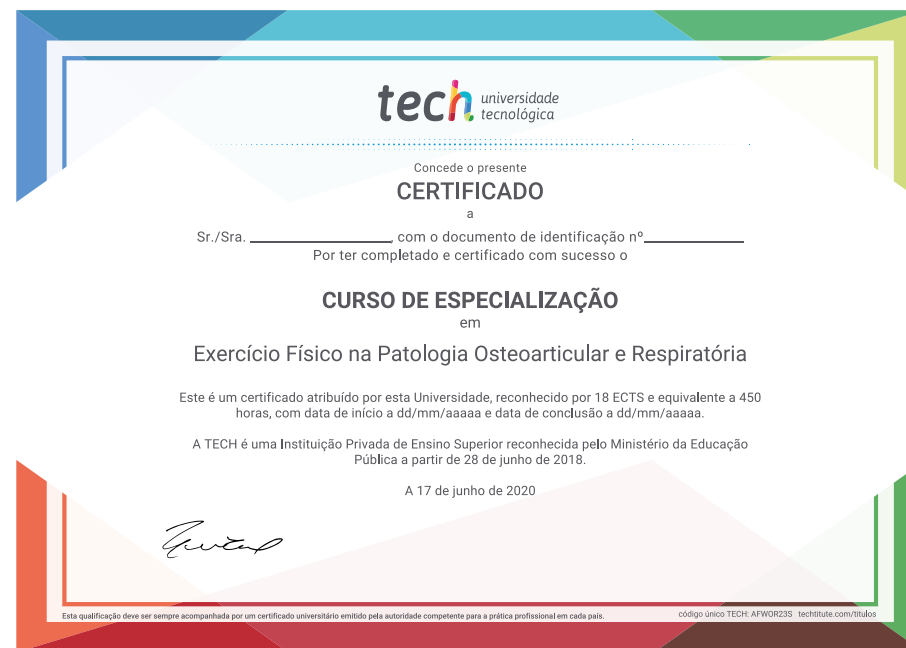 tech universidade
tecnológica
Concede o presente
CERTIFICADO
a
Sr./Sra. , com o documento de identificação nº
Por ter completado e certificado com sucesso o
CURSO DE ESPECIALIZAÇÃO
em
Exercício Físico na Patologia Osteoarticular e Respiratória
Este é um certificado atribuído por esta Universidade, reconhecido por 18 ECTS e equivalente a 450
horas, com data de início a dd/mm/aaaaa e data de conclusão a dd/mm/aaaaa.
A TECH é uma Instituição Privada de Ensino Superior reconhecida pelo Ministério da Educação
Pública a partir de 28 de junho de 2018.
A 17 de junho de 2020
Esta qualificação deve ser sempre acompanhada por um certificado universitário emitido pela autoridade competente para a prática profissional em cada país.
código único TECH: AFWOR23S techtitute.com/titulos